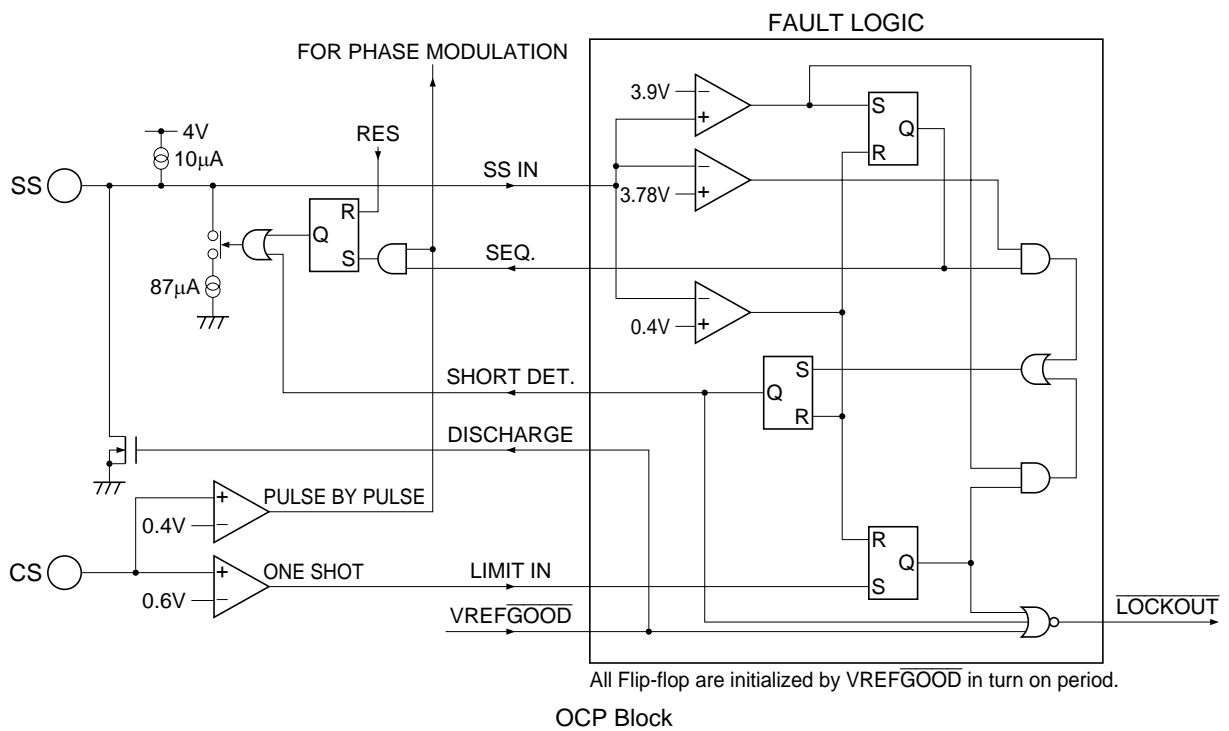 FAULT LOGIC
FOR PHASE MODULATION
3.9V
−
+
S
Q
R
4V
10μA
RES
SS
SS IN
−
3.78V
+
R
Q
S
SEQ.
87μA
−
0.4V
+
SHORT DET.
S
Q
R
DISCHARGE
+
PULSE BY PULSE
0.4V
−
R
Q
S
CS
+
ONE SHOT
LIMIT IN
0.6V
−
VREFGOOD
LOCKOUT
All Flip-flop are initialized by VREFGOOD in turn on period.
OCP Block